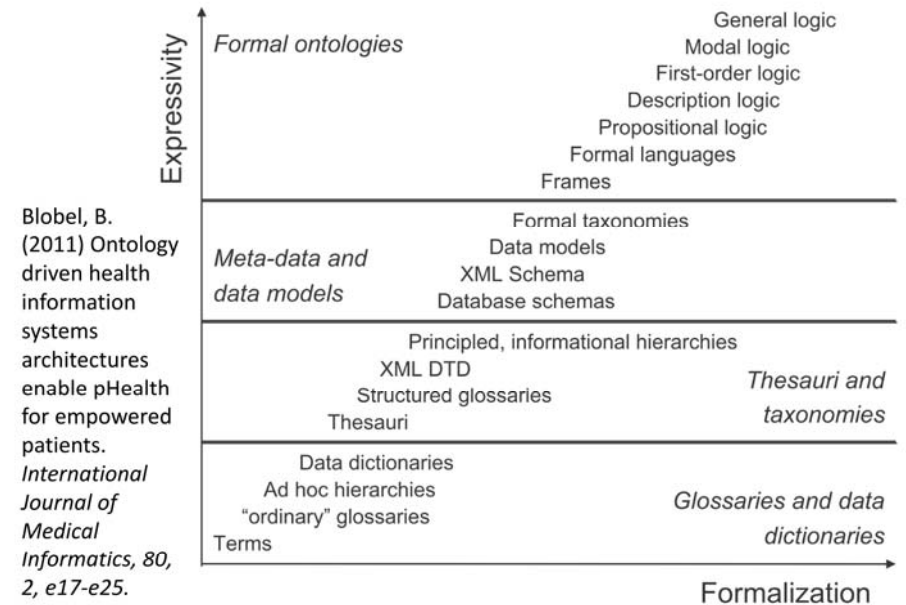 Expressivity
Formal ontologies
General logic
Modal logic
First-order logic
Description logic
Propositional logic
Formal languages
Frames
Meta-data and
data models
Formal taxonomies
Data models
XML Schema
Database schemas
Principled, informational hierarchies
XML DTD
Structured glossaries
Thesauri
Thesauri and
taxonomies
Data dictionaries
Ad hoc hierarchies
“ordinary” glossaries
Terms
Glossaries and data
dictionaries
Formalization
Blobel, B.
(2011) Ontology
driven health
information
systems
architectures
enable pHealth
for empowered
patients.
International
Journal of
Medical
Informatics, 80,
2, e17-e25.